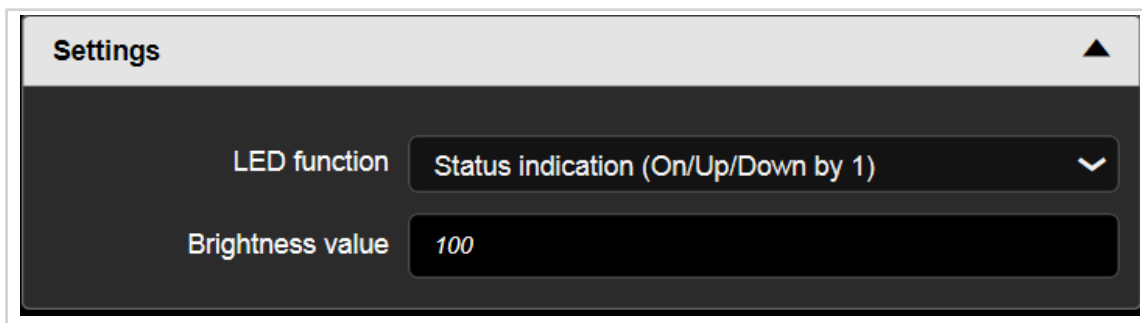 Settings
LED function Status indication (On/Up/Down by 1)
Brightness value 100